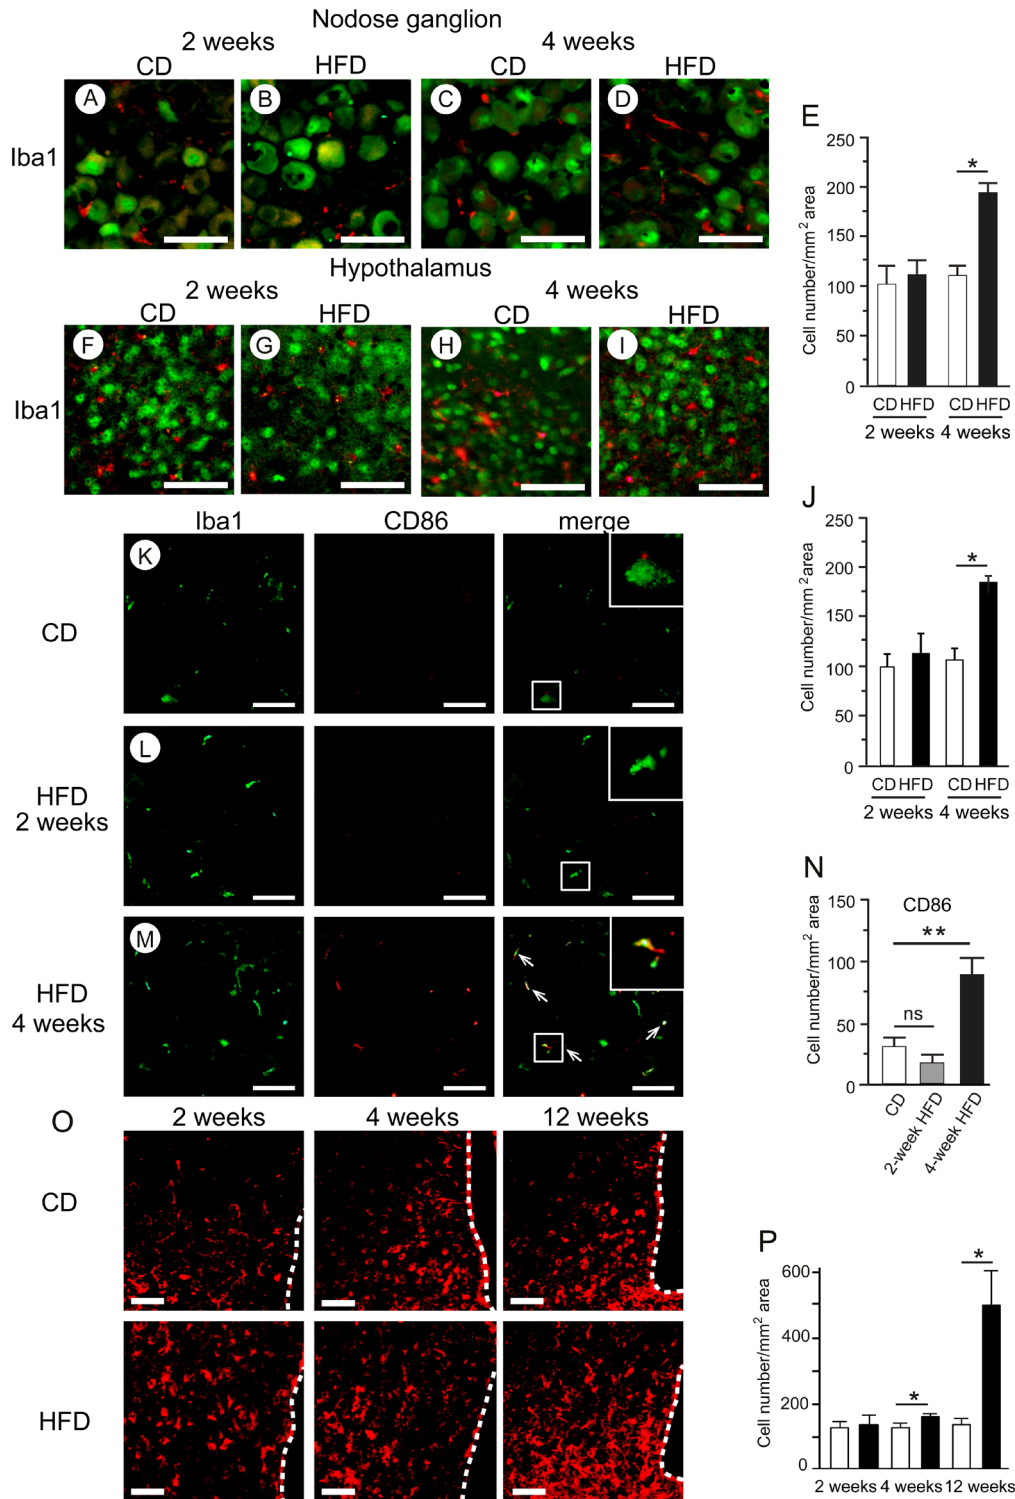 Nodose ganglion
2 weeks 4 weeks
CD HFD CD HFD
A B C D
Iba1
E
Cell number/mm² area
250
200
150
100
50
0
CD HFD CD HFD
2 weeks 4 weeks
*
Hypothalamus
2 weeks 4 weeks
CD HFD CD HFD
F G H I
Iba1
J
Cell number/mm² area
250
200
150
100
50
0
CD HFD CD HFD
2 weeks 4 weeks
*
Iba1 CD86 merge
K
CD
L
HFD
2 weeks
M
HFD
4 weeks
N
CD86
Cell number/mm² area
150
100
50
0
**
ns
CD
2-week HFD
4-week HFD
O
2 weeks 4 weeks 12 weeks
CD
HFD
P
Cell number/mm² area
600
400
200
0
* *
2 weeks 4 weeks 12 weeks